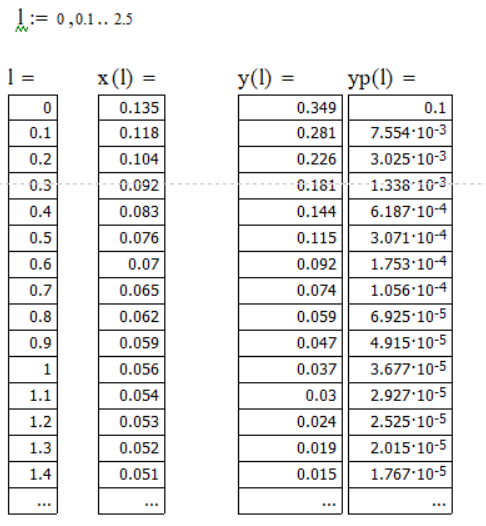 l := 0 , 0.1 .. 2.5
l = x(l) = y(l) = yp(l) =
0 0.135 0.349 0.1
0.1 0.118 0.281 7.554·10-3
0.2 0.104 0.226 3.025·10-3
0.3 0.092 0.181 1.338·10-3
0.4 0.083 0.144 6.187·10-4
0.5 0.076 0.115 3.071·10-4
0.6 0.07 0.092 1.753·10-4
0.7 0.065 0.074 1.056·10-4
0.8 0.062 0.059 6.925·10-5
0.9 0.059 0.047 4.915·10-5
1 0.056 0.037 3.677·10-5
1.1 0.054 0.03 2.927·10-5
1.2 0.053 0.024 2.525·10-5
1.3 0.052 0.019 2.015·10-5
1.4 0.051 0.015 1.767·10-5
... ... ... ...